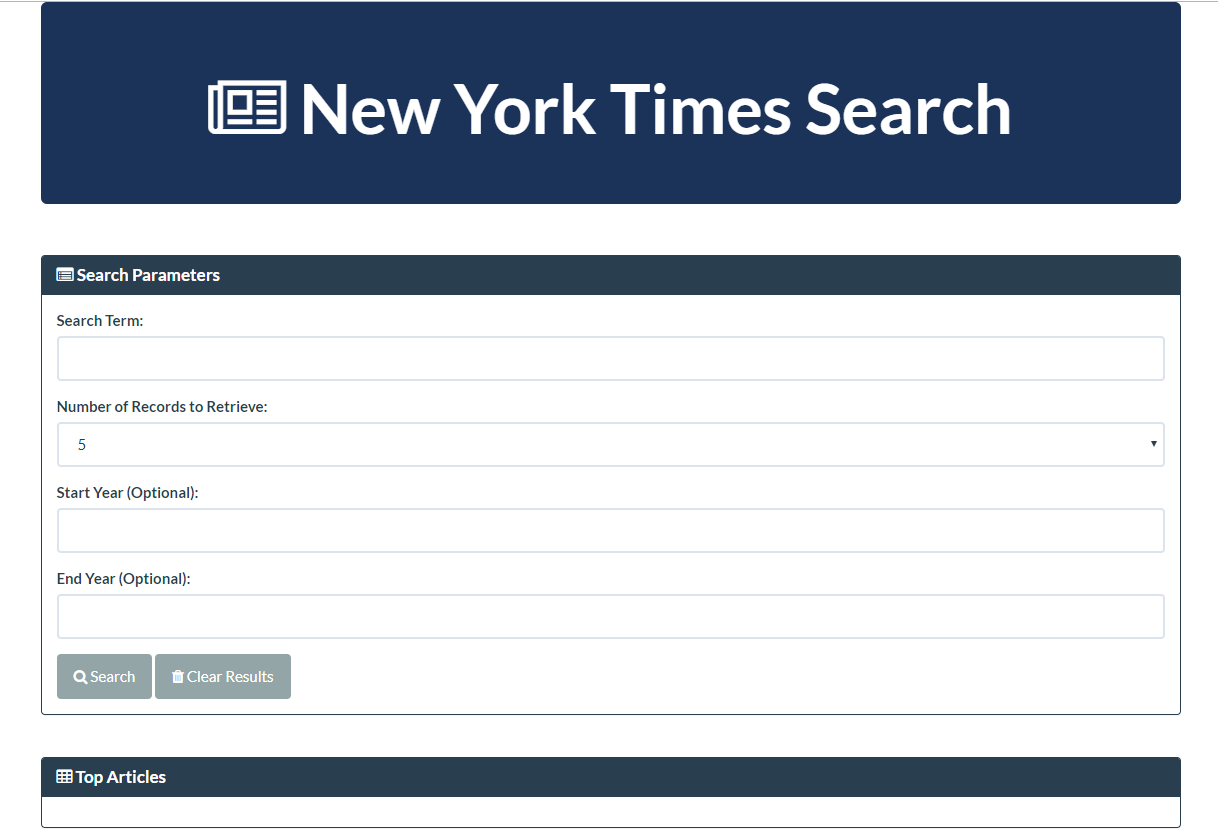 New York Times Search
Search Parameters
Search Term:
Number of Records to Retrieve:
5
Start Year (Optional):
End Year (Optional):
Search Clear Results
Top Articles